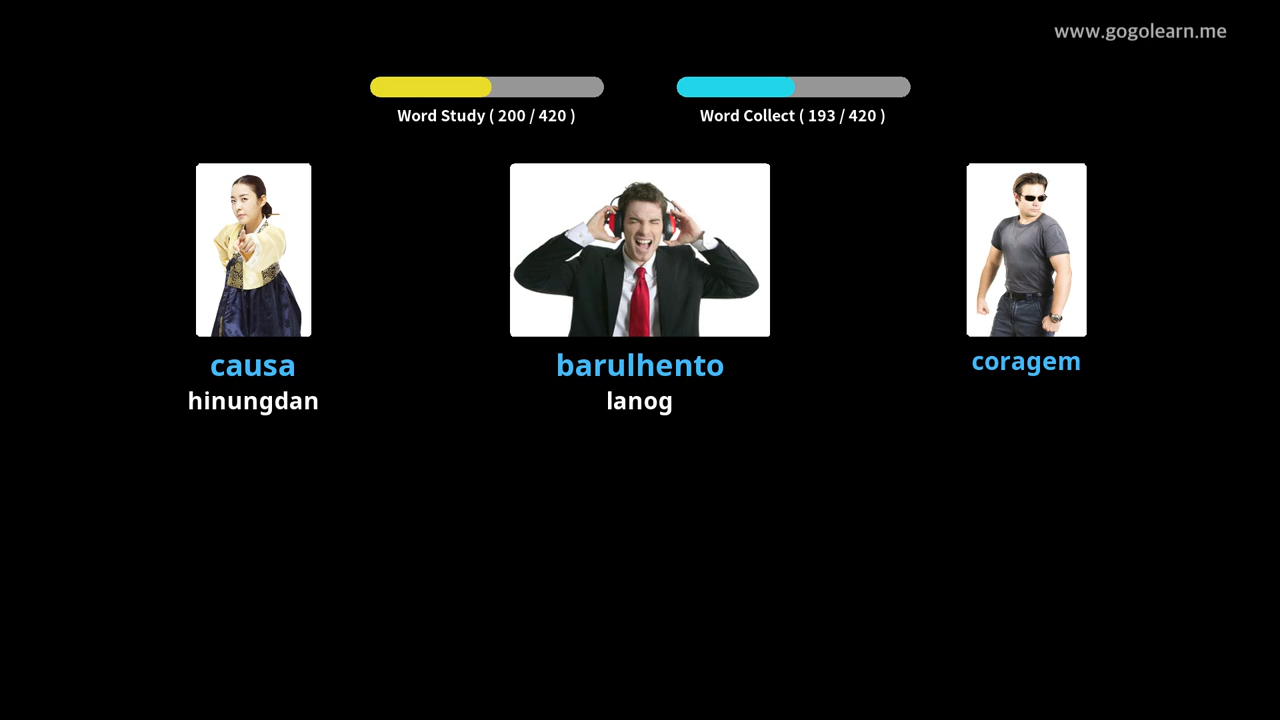 www.gogolearn.me
Word Study ( 200 / 420 )
Word Collect ( 193 / 420 )
causa
hinungdan
barulhento
lanog
coragem